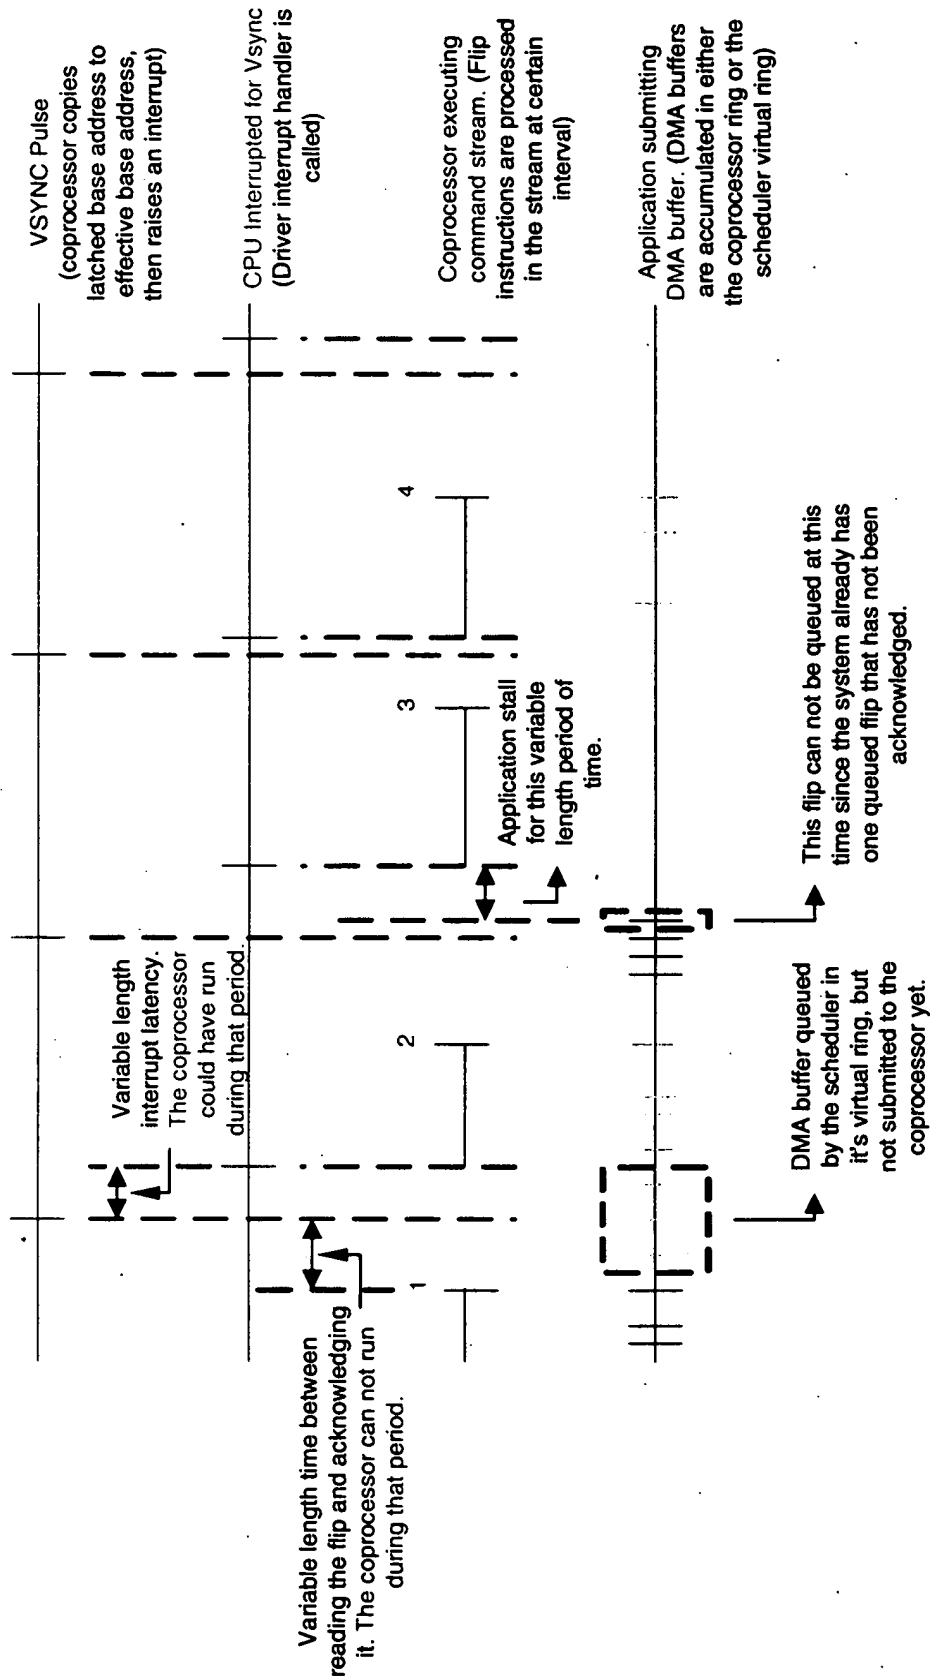 VSYNC Pulse
(coprocessor copies
latched base address to
effective base address,
then raises an interrupt)
CPU Interrupted for Vsync
(Driver interrupt handler is
called)
Coprocessor executing
command stream. (Flip
instructions are processed
in the stream at certain
interval)
Application submitting
DMA buffer. (DMA buffers
are accumulated in either
the coprocessor ring or the
scheduler virtual ring)
Variable length
interrupt latency.
The coprocessor
could have run
during that period.
Variable length time between
reading the flip and acknowledging
it. The coprocessor can not run
during that period.
1
2
3
4
Application stall
for this variable
length period of
time.
DMA buffer queued
by the scheduler in
it's virtual ring, but
not submitted to the
coprocessor yet.
This flip can not be queued at this
time since the system already has
one queued flip that has not been
acknowledged.